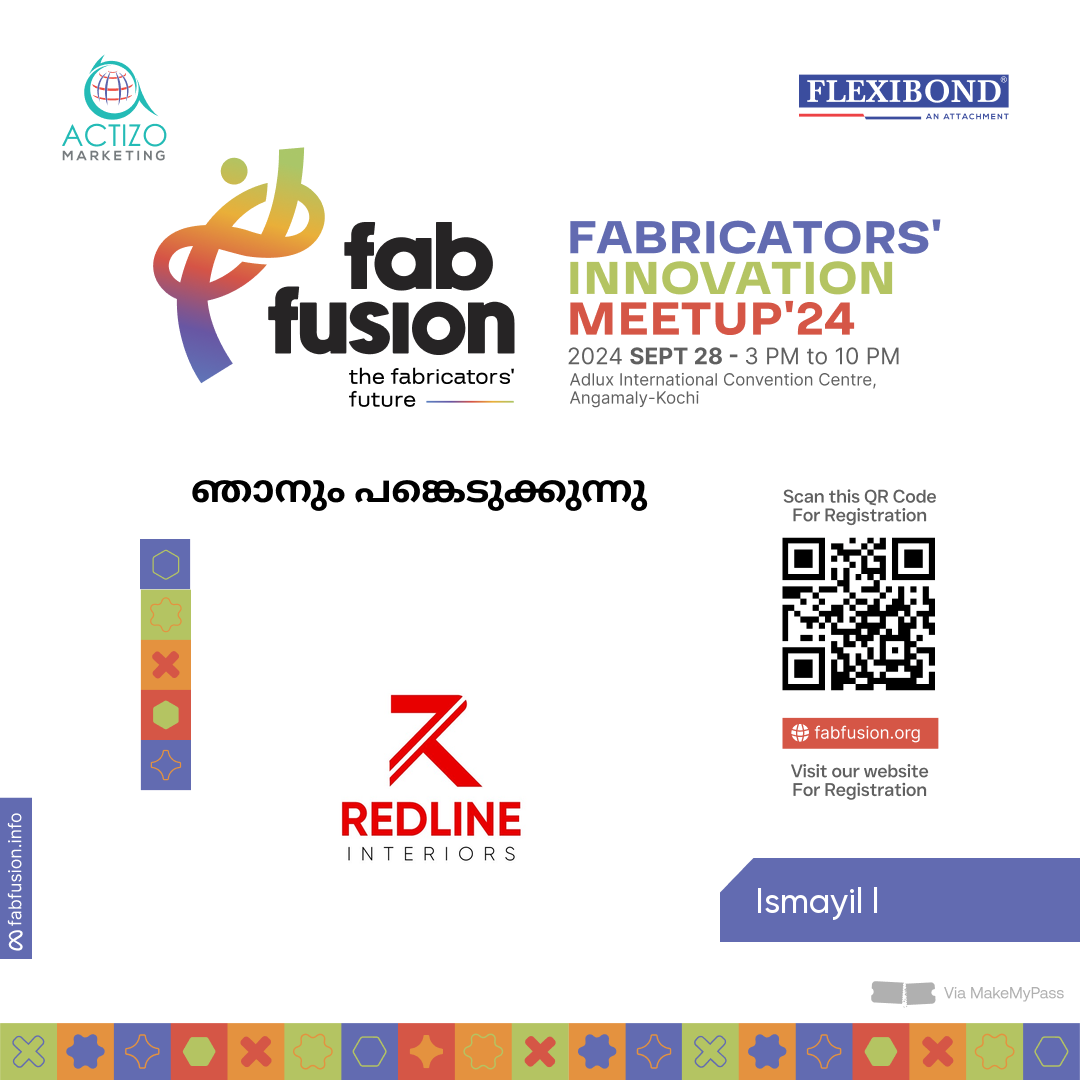 ACTIZO
MARKETING
FLEXIBOND®
AN ATTACHMENT
fab
fusion
the fabricators'
future
FABRICATORS'
INNOVATION
MEETUP'24
2024 SEPT 28 - 3 PM to 10 PM
Adlux International Convention Centre,
Angamaly-Kochi
ഞാനും പങ്കെടുക്കുന്നു
Scan this QR Code
For Registration
fabfusion.org
Visit our website
For Registration
REDLINE
INTERIORS
fabfusion.info
Ismayil I
Via MakeMyPass